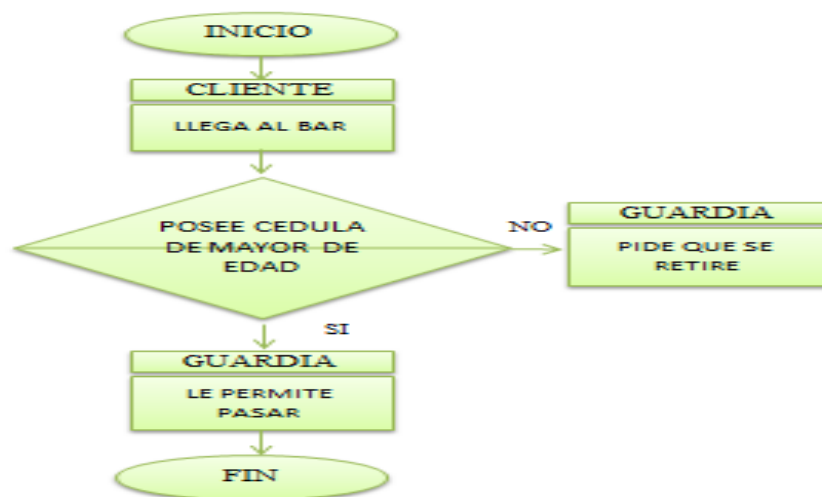 INICIO
CLIENTE
LLEGA AL BAR
POSEE CEDULA
DE MAYOR DE
EDAD
NO
GUARDIA
PIDE QUE SE
RETIRE
SI
GUARDIA
LE PERMITE
PASAR
FIN